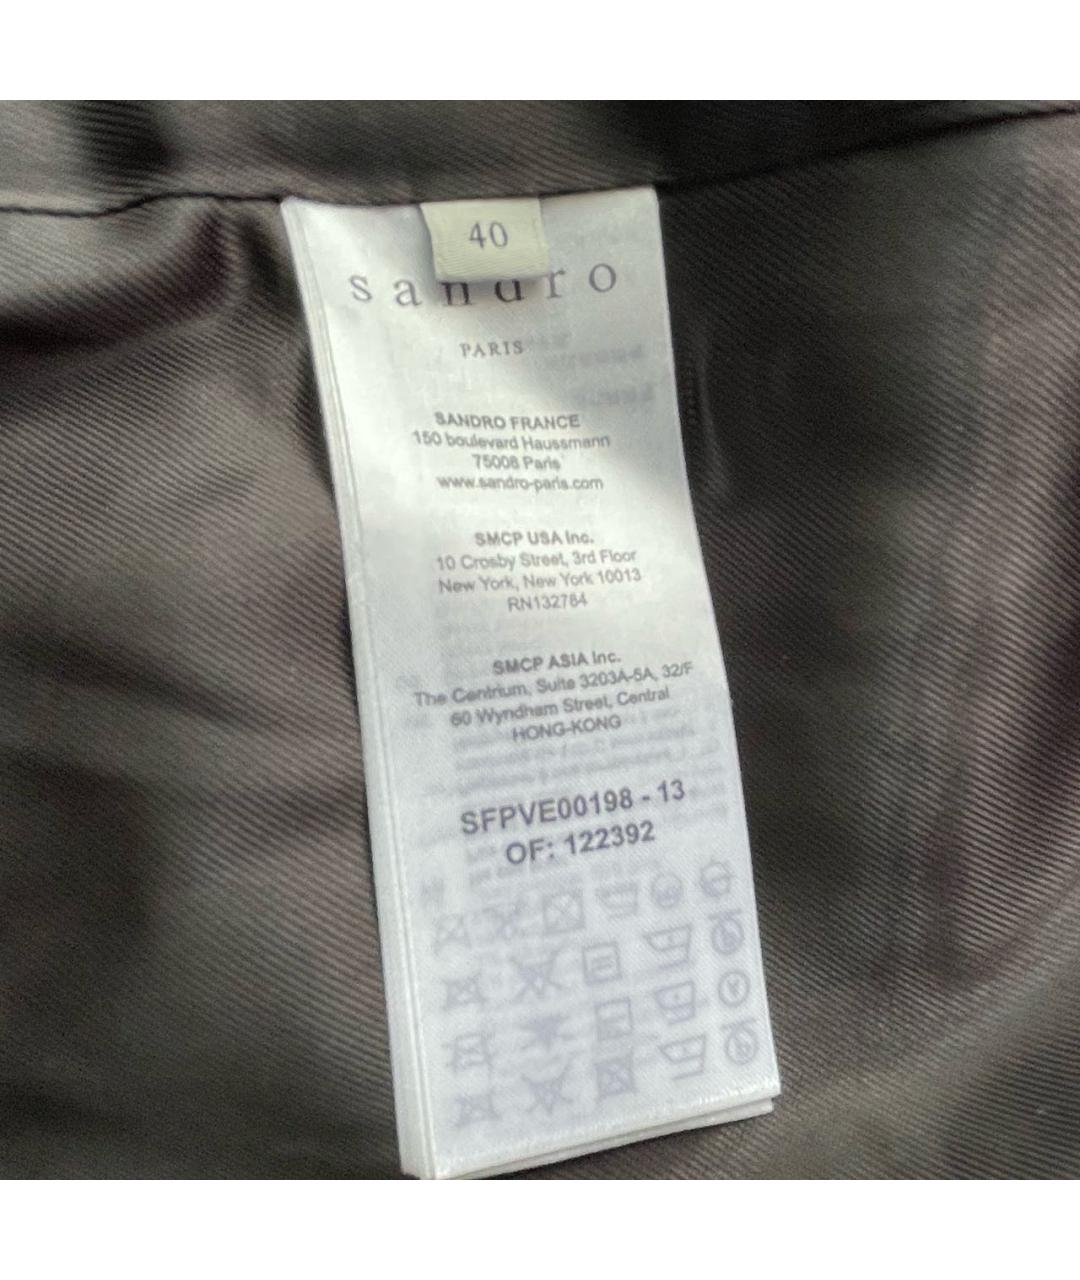 40
sandro
PARIS
SANDRO FRANCE
150 boulevard Haussmann
75008 Paris
www.sandro-paris.com
SMCP USA Inc.
10 Crosby Street, 3rd Floor
New York, New York 10013
RN132784
SMCP ASIA Inc.
The Centrium, Suite 3203A-5A, 32/F
60 Wyndham Street, Central
HONG-KONG
SFPVE00198 - 13
OF: 122392